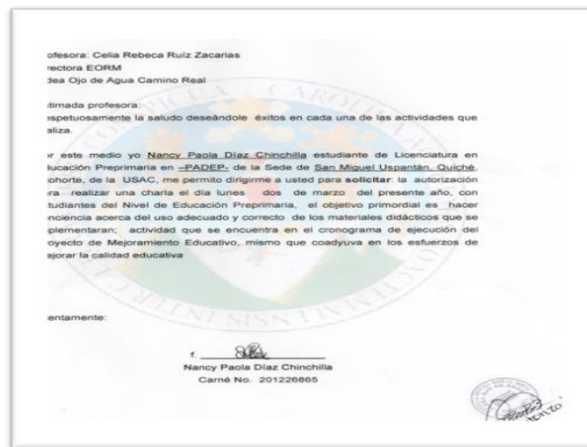 ofesora: Celia Rebeca Ruíz Zacarias
rectora EORM
dea Ojo de Agua Camino Real
stimada profesora:
espetuosamente la saludo deseándole éxitos en cada una de las actividades que
aliza.
or este medio yo Nancy Paola Díaz Chinchilla estudiante de Licenciatura en
ducación Preprimaria en –PADEP- de la Sede de San Miguel Uspantán, Quiché,
ohorte, de la USAC, me permito dirigirme a usted para solicitar: la autorización
ra realizar una charla el día lunes dos de marzo del presente año, con
tudiantes del Nivel de Educación Preprimaria, el objetivo primordial es hacer
nciencia acerca del uso adecuado y correcto de los materiales didácticos que se
plementaran; actividad que se encuentra en el cronograma de ejecución del
oyecto de Mejoramiento Educativo, mismo que coadyuva en los esfuerzos de
ejorar la calidad educativa
entamente:
f.
Nancy Paola Díaz Chinchilla
Carné No. 201226865